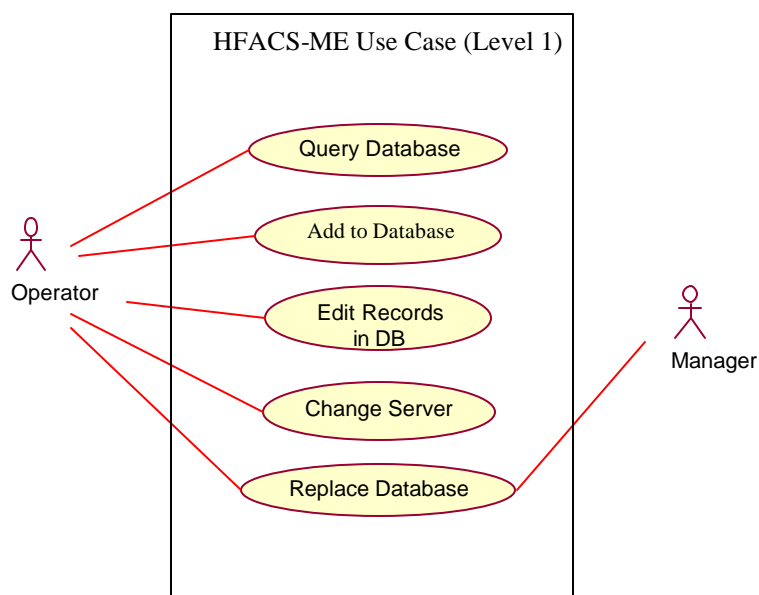 HFACS-ME Use Case (Level 1)
Query Database
Add to Database
Operator
Edit Records
in DB
Manager
Change Server
Replace Database